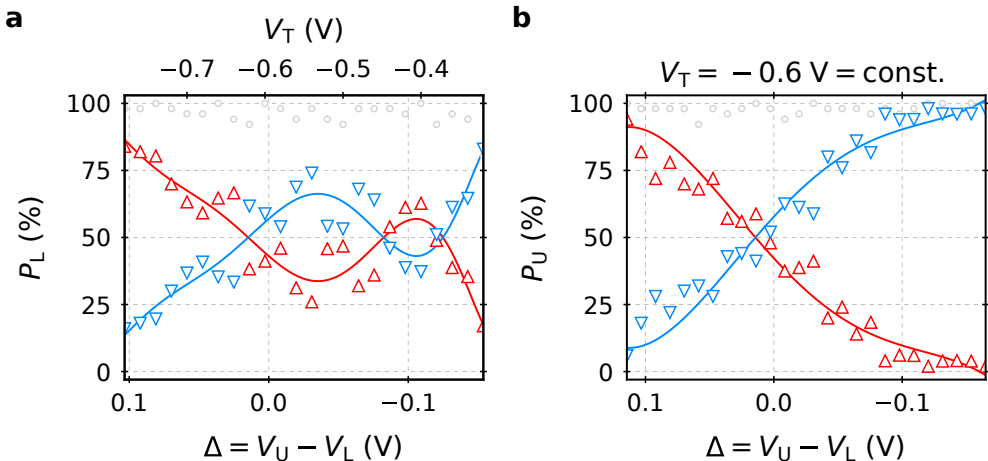 a
V_T (V)
−0.7 −0.6 −0.5 −0.4
P_L (%)
100
75
50
25
0
0.1 0.0 −0.1
Δ = V_U − V_L (V)
b
V_T = −0.6 V = const.
P_U (%)
100
75
50
25
0
0.1 0.0 −0.1
Δ = V_U − V_L (V)